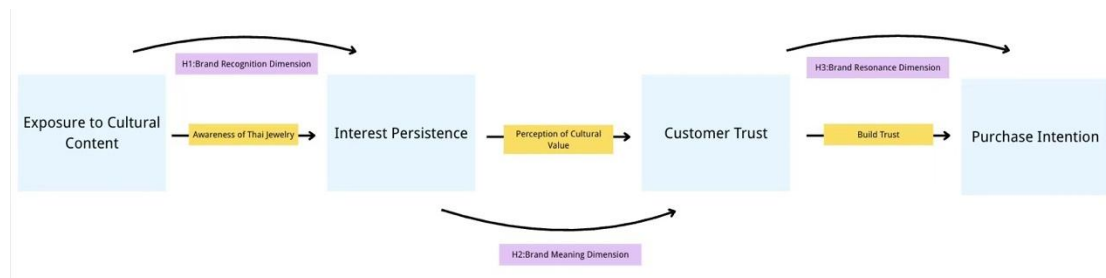 H1:Brand Recognition Dimension
H3:Brand Resonance Dimension
Exposure to Cultural
Content
Awareness of Thai Jewelry
Interest Persistence
Perception of Cultural
Value
Customer Trust
Build Trust
Purchase Intention
H2:Brand Meaning Dimension